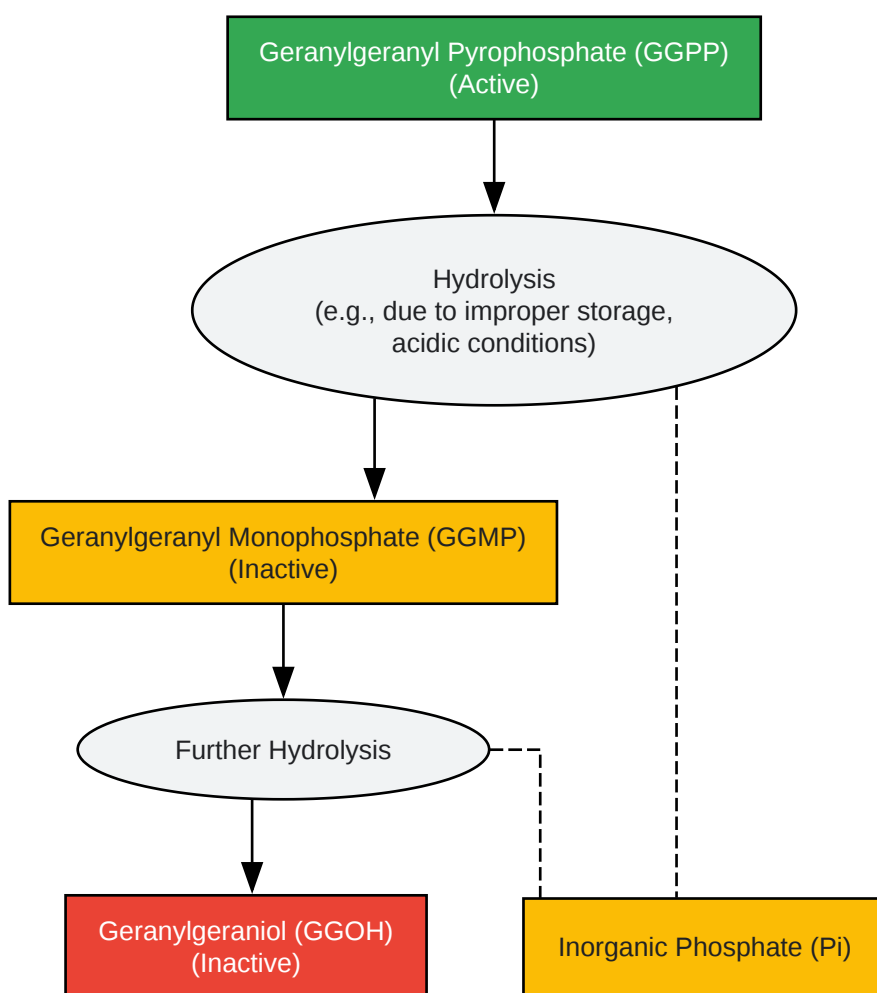 Geranylgeranyl Pyrophosphate (GGPP)
(Active)
Hydrolysis
(e.g., due to improper storage,
acidic conditions)
Geranylgeranyl Monophosphate (GGMP)
(Inactive)
Further Hydrolysis
Geranylgeraniol (GGOH)
(Inactive)
Inorganic Phosphate (Pi)